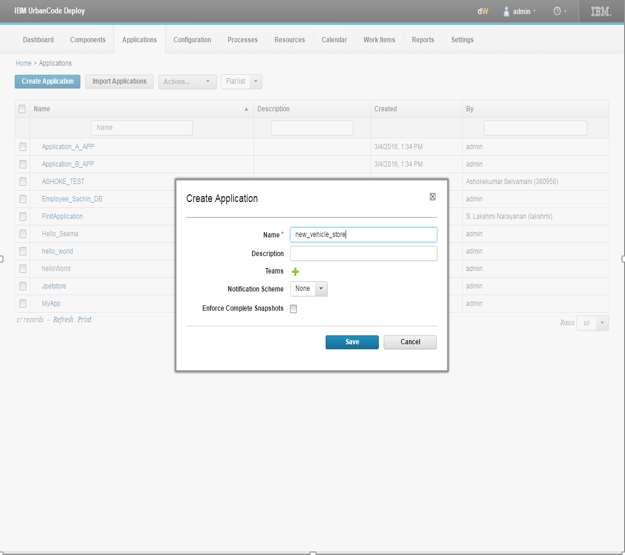 IBM UrbanCode Deploy dW admin IBM.
Dashboard Components Applications Configuration Processes Resources Calendar Work Items Reports Settings
Home > Applications
Create Application Import Applications Actions... Flat list
Name Description Created By
Name
Application_A_APP 3/4/2016, 1:34 PM admin
Application_B_APP 3/4/2016, 1:34 PM admin
ASHOKE_TEST Ashokekumar Selvamani (380956)
Employee_Sachin_DB admin
FirstApplication S, Lakshmi Narayanan (lakshmi)
Hello_Seema admin
hello_world admin
helloWorld admin
Jpetstore admin
MyApp admin
17 records - Refresh Print Rows 10
Create Application
Name * new_vehicle_store
Description
Teams
Notification Scheme None
Enforce Complete Snapshots
Save Cancel